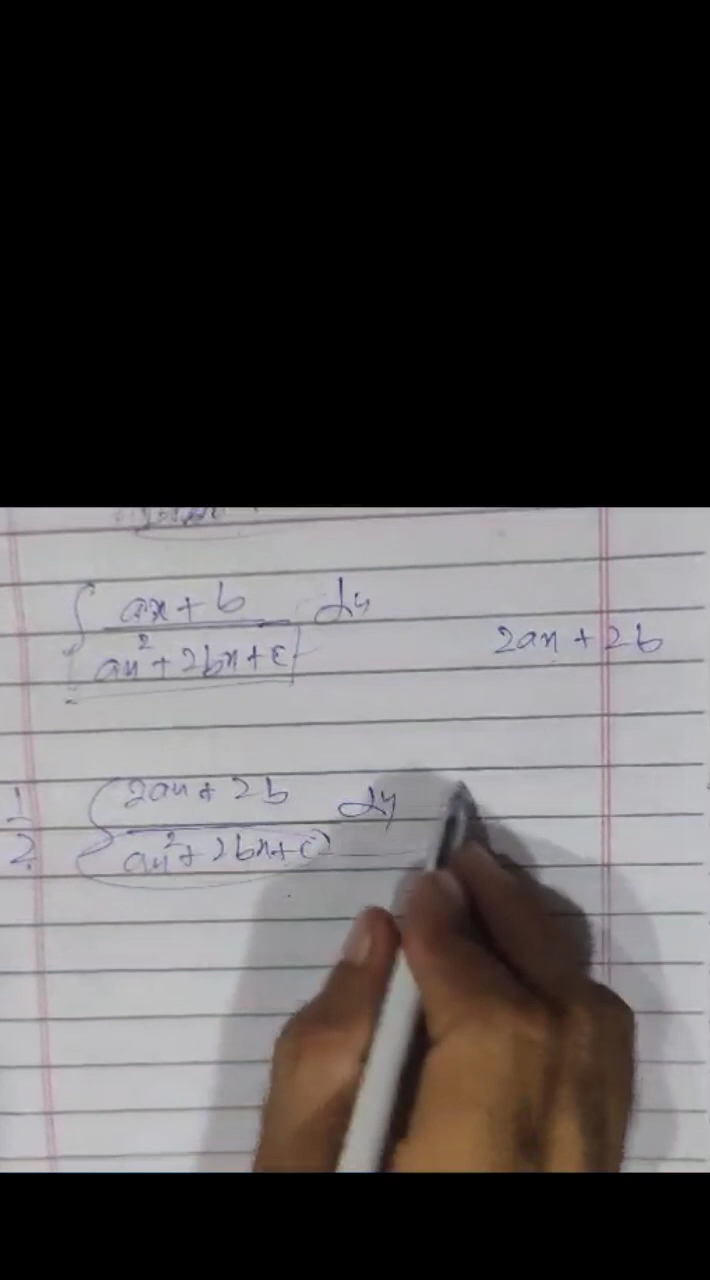 ∫ ax + b dx
ax² + 2bx + c
2ax + 2b
1 ∫ 2ax + 2b dx
2 ax² + 2bx + c